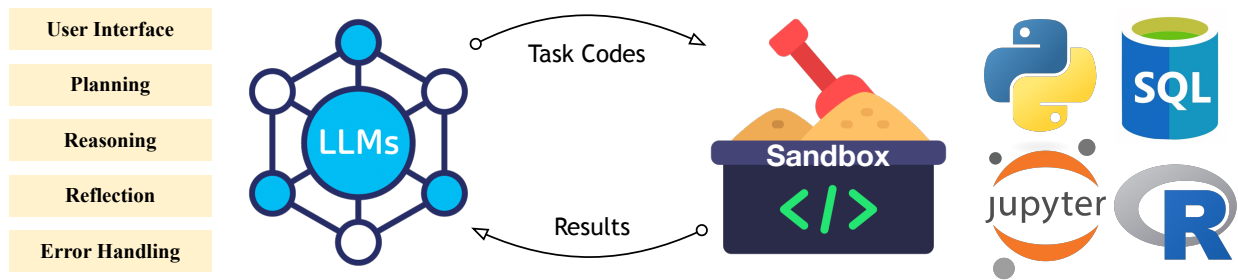 User Interface
Planning
Reasoning
Reflection
Error Handling
LLMs
Task Codes
Results
Sandbox
</>
SQL
jupyter
R